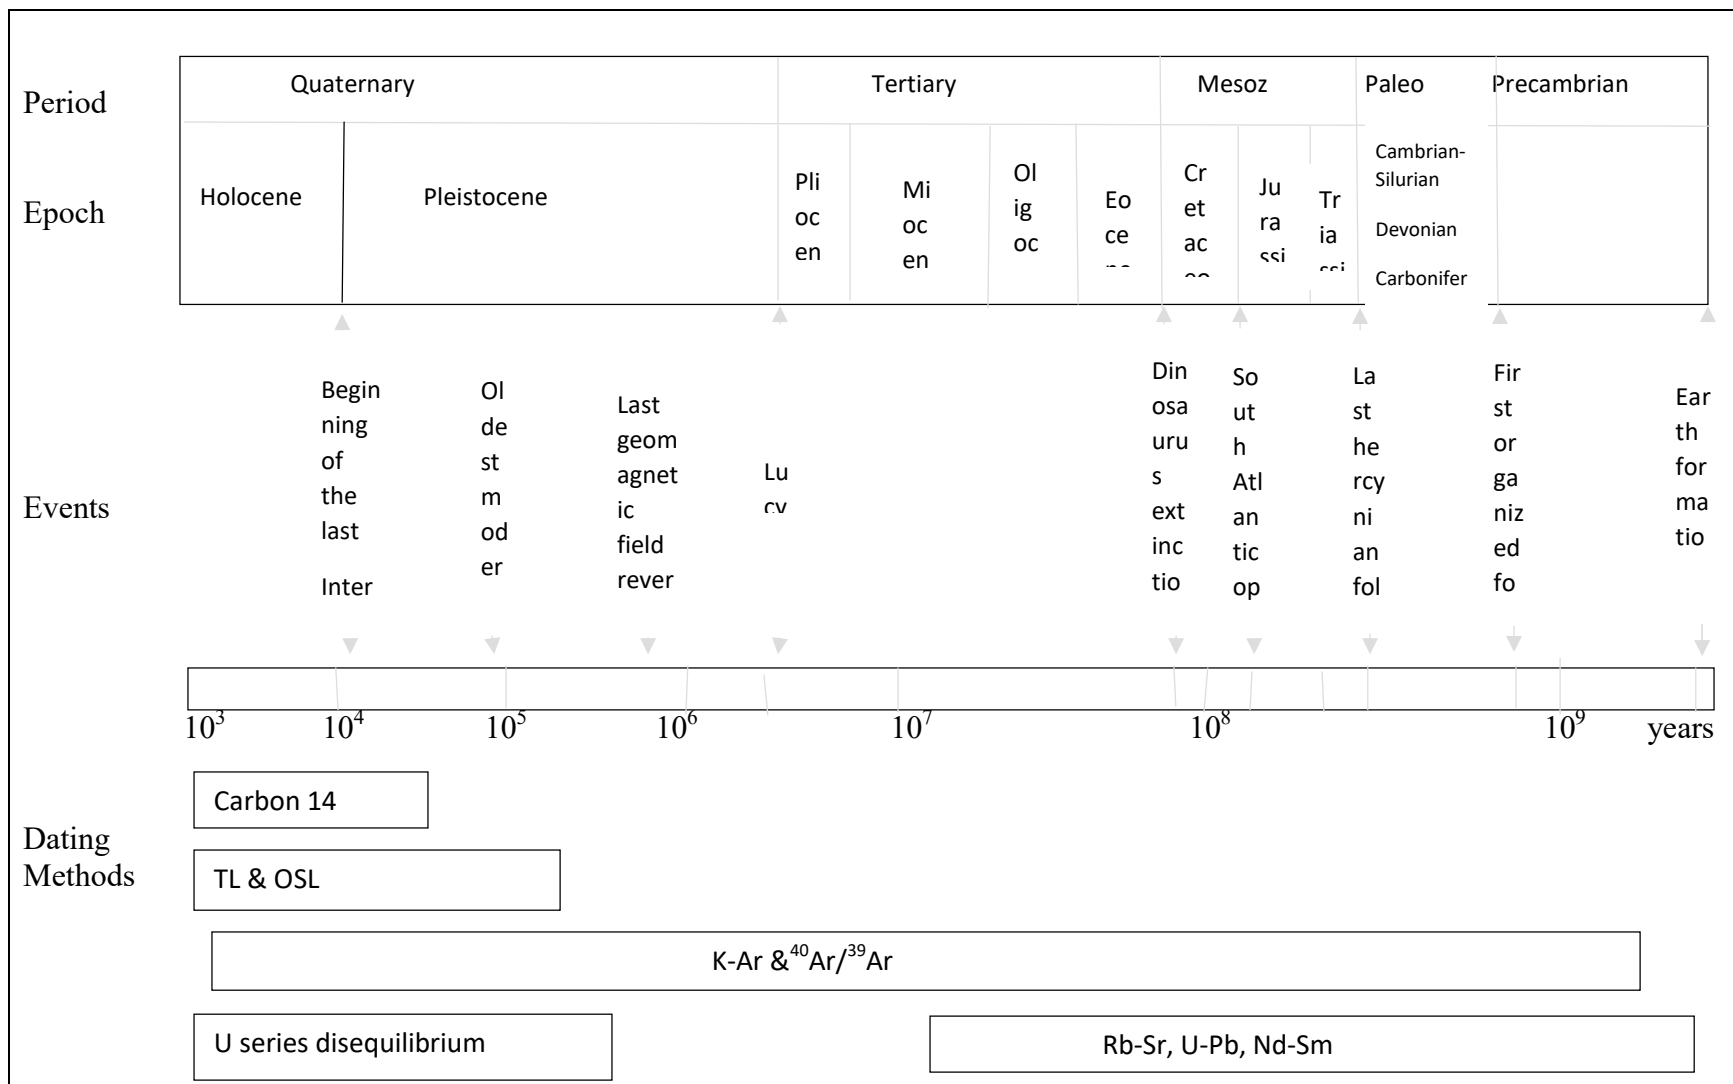 Period
Quaternary
Tertiary
Mesoz
Paleo
Precambrian
Epoch
Holocene
Pleistocene
Pli
oc
en
Mi
oc
en
Ol
ig
oc
Eo
ce
Cr
et
ac
Ju
ra
ssi
Tr
ia
Cambrian-
Silurian
Devonian
Carbonifer
Events
Begin
ning
of
the
last
Inter
Ol
de
st
m
od
er
Last
geom
agnet
ic
field
rever
Lu
cy
Din
osa
uru
s
ext
inc
tio
So
ut
h
Atl
an
tic
op
La
st
he
rcy
ni
an
fol
Fir
st
or
ga
niz
ed
fo
Ear
th
for
ma
tio
10³ 10⁴ 10⁵ 10⁶ 10⁷ 10⁸ 10⁹ years
Dating
Methods
Carbon 14
TL & OSL
K-Ar &⁴⁰Ar/³⁹Ar
U series disequilibrium
Rb-Sr, U-Pb, Nd-Sm